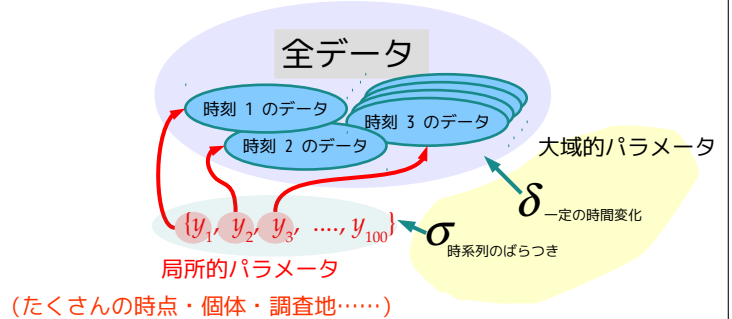 全データ
時刻 1 のデータ
時刻 2 のデータ
時刻 3 のデータ
大域的パラメータ
δ 一定の時間変化
{y1, y2, y3, ...., y100}
σ 時系列のばらつき
局所的パラメータ
(たくさんの時点・個体・調査地……)